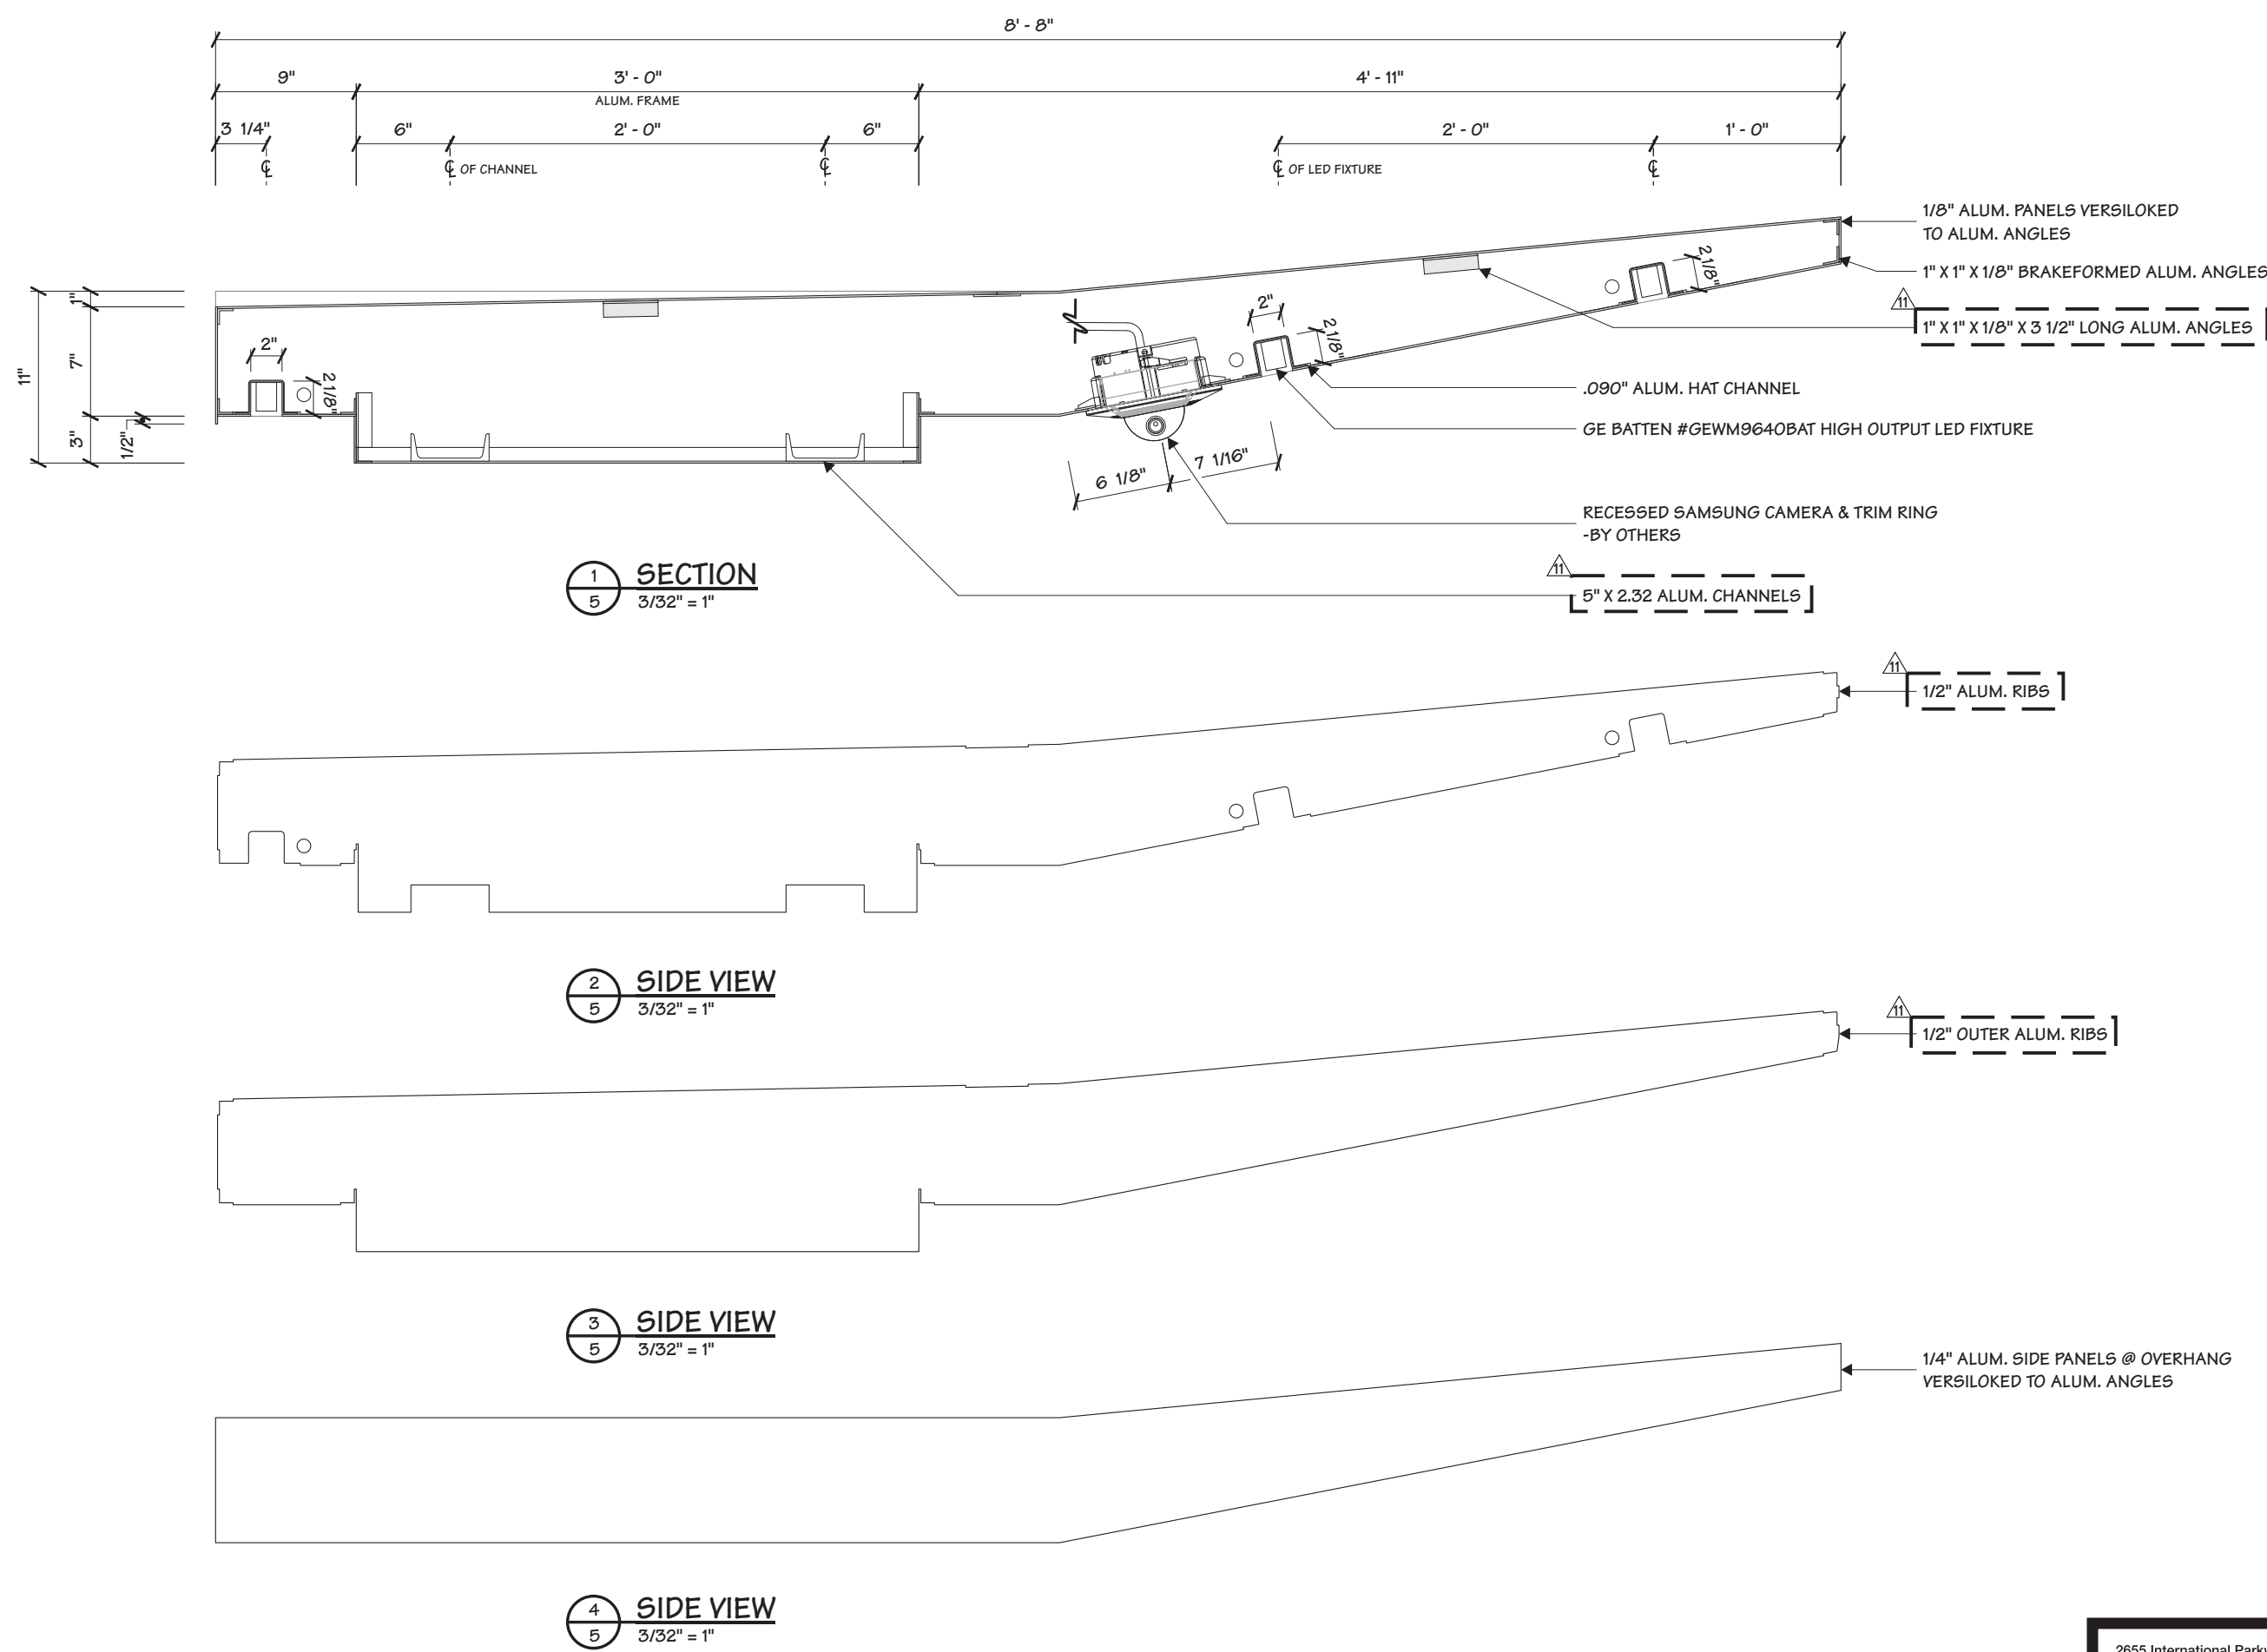 8' - 8"
9"
3' - 0"
4' - 11"
ALUM. FRAME
3 1/4"
6"
2' - 0"
6"
2' - 0"
1' - 0"
℄
℄ OF CHANNEL
℄
℄ OF LED FIXTURE
℄
1/8" ALUM. PANELS VERSILOKED
TO ALUM. ANGLES
1" X 1" X 1/8" BRAKEFORMED ALUM. ANGLES
11
1" X 1" X 1/8" X 3 1/2" LONG ALUM. ANGLES
11"
1"
7"
3"
1/2"
2"
2 1/8"
2"
2 1/8"
2 1/8"
.090" ALUM. HAT CHANNEL
GE BATTEN #GEWM9640BAT HIGH OUTPUT LED FIXTURE
6 1/8"
7 1/16"
RECESSED SAMSUNG CAMERA & TRIM RING
-BY OTHERS
11
5" X 2.32 ALUM. CHANNELS
1
5
SECTION
3/32" = 1"
11
1/2" ALUM. RIBS
2
5
SIDE VIEW
3/32" = 1"
11
1/2" OUTER ALUM. RIBS
3
5
SIDE VIEW
3/32" = 1"
1/4" ALUM. SIDE PANELS @ OVERHANG
VERSILOKED TO ALUM. ANGLES
4
5
SIDE VIEW
3/32" = 1"
2655 International